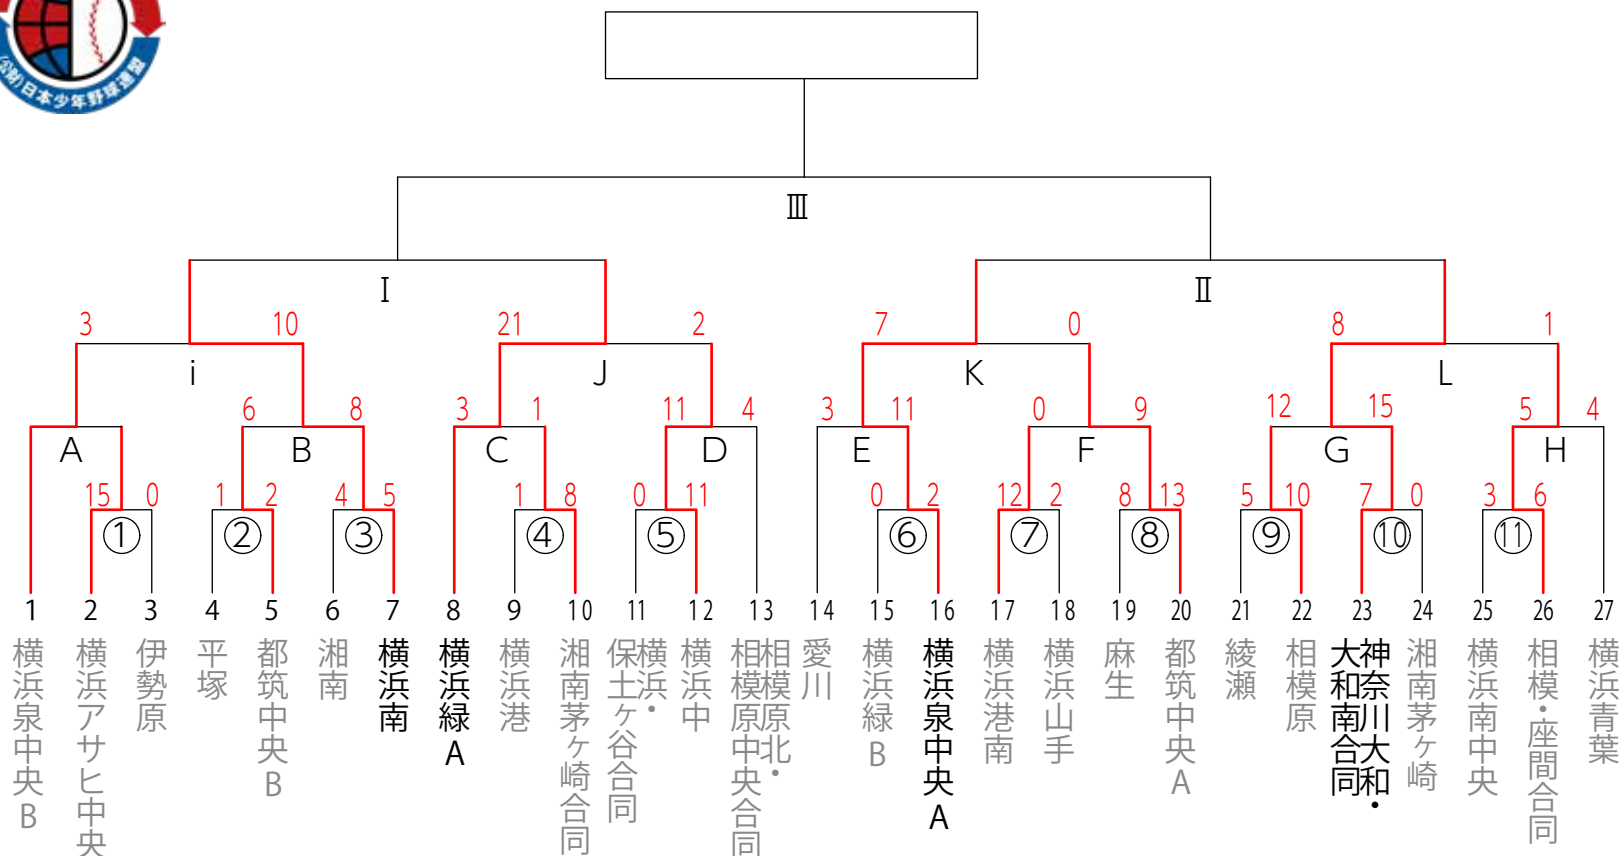 (公財)日本少年野球連盟
Ⅲ
Ⅰ
Ⅱ
3 10 21 2 7 0 8 1
i J K L
6 8 3 1 11 4 3 11 0 9 12 15 5 4
A B C D E F G H
15 0 1 2 4 5 1 8 0 11 0 2 12 2 8 13 5 10 7 0 3 6
① ② ③ ④ ⑤ ⑥ ⑦ ⑧ ⑨ ⑩ ⑪
1 2 3 4 5 6 7 8 9 10 11 12 13 14 15 16 17 18 19 20 21 22 23 24 25 26 27
横浜泉中央B
横浜アサヒ中央
伊勢原
平塚
都筑中央B
湘南
横浜南
横浜緑A
横浜港
湘南茅ヶ崎合同
横浜・
保土ヶ谷合同
横浜中
相模原北・
相模原中央合同
愛川
横浜緑B
横浜泉中央A
横浜港南
横浜山手
麻生
都筑中央A
綾瀬
相模原
神奈川大和・
大和南合同
湘南茅ヶ崎
横浜南中央
相模・座間合同
横浜青葉